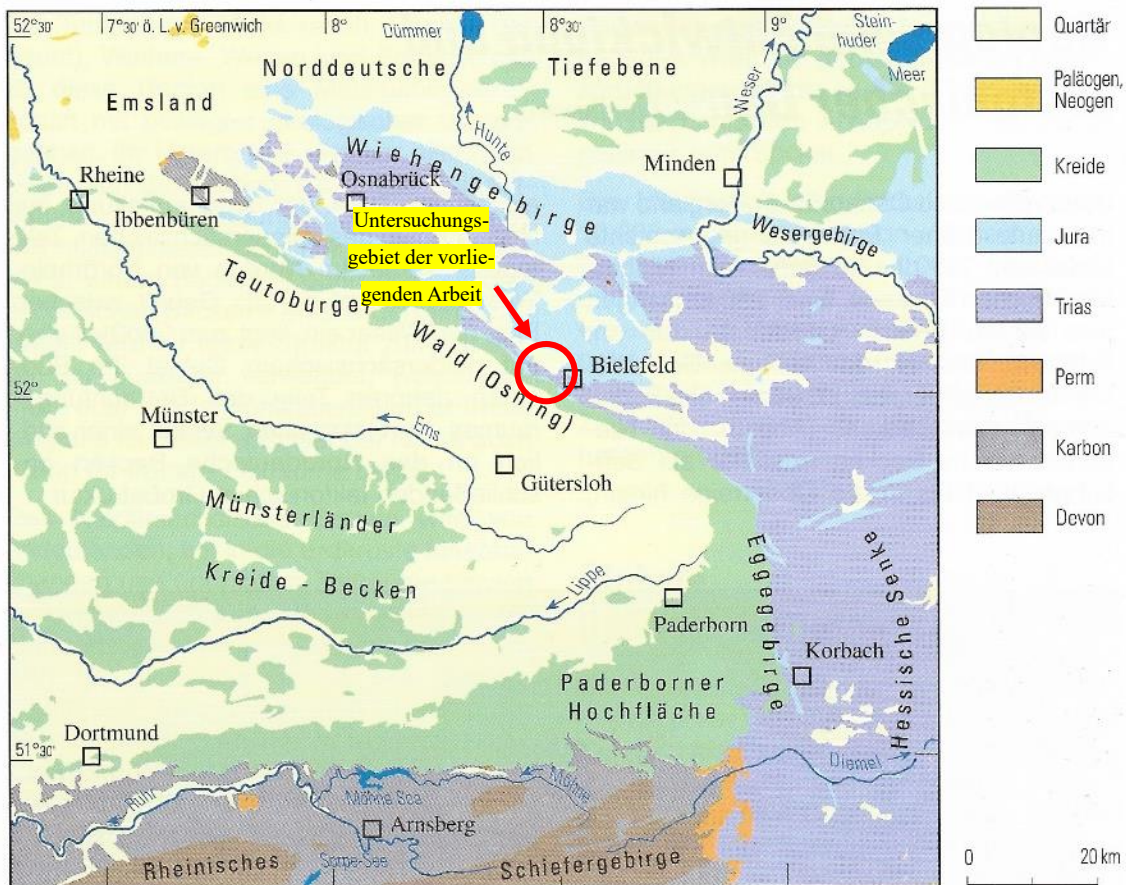 52°30'
7°30' ö. L. v. Greenwich
8°
8°30'
9°
Dümmer
Stein-
huder
Meer
Norddeutsche Tiefebene
Emsland
Hunte
Weser
Wiehengebirge
Minden
Rheine
Osnabrück
Ibbenbüren
Untersuchungs-
gebiet der vorlie-
genden Arbeit
Wesergebirge
Teutoburger Wald (Osning)
Bielefeld
52°
Münster
Ems
Gütersloh
Münsterländer
Kreide - Becken
Lippe
Paderborn
Eggegebirge
Hessische Senke
Korbach
Paderborner
Hochfläche
Dortmund
51°30'
Diemel
Ruhr
Möhne
Möhne
Arnsberg
Rheinisches Schiefergebirge
Quartär
Paläogen,
Neogen
Kreide
Jura
Trias
Perm
Karbon
Devon
0 20 km